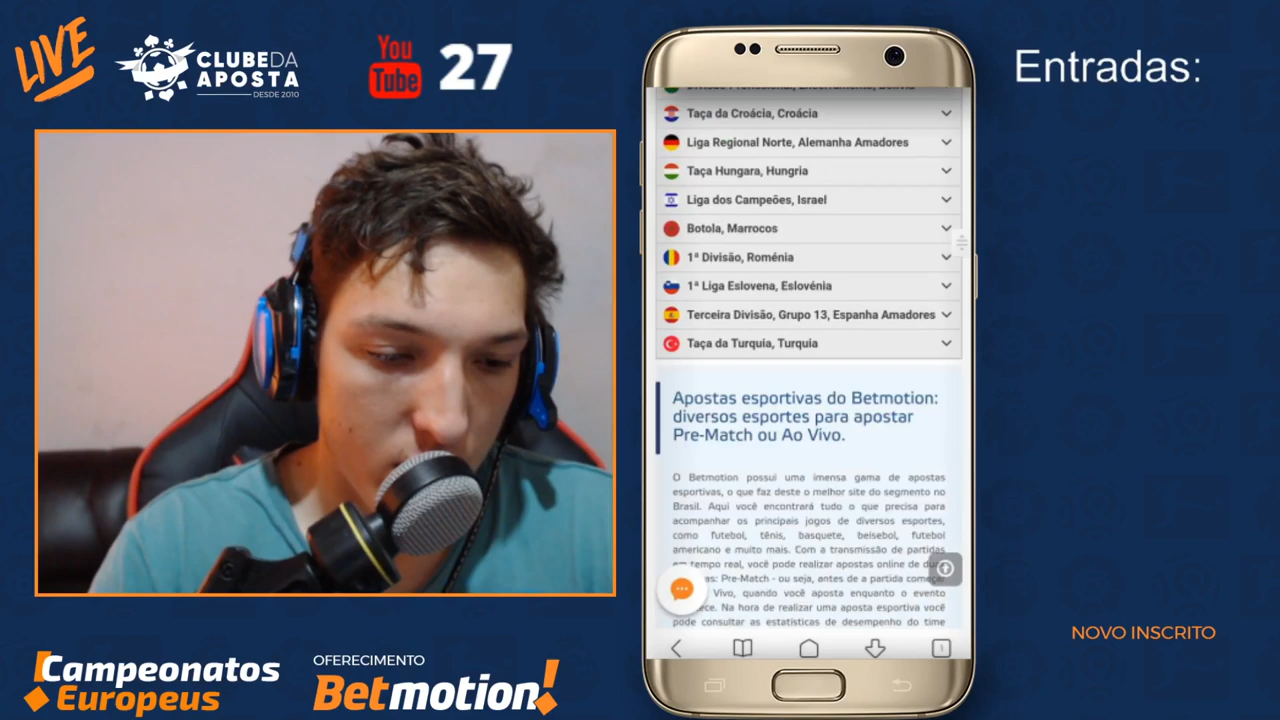 LIVE
CLUBEDA
APOSTA
DESDE 2010
You
Tube
27
Entradas:
Taça da Croácia, Croácia
Liga Regional Norte, Alemanha Amadores
Taça Hungara, Hungria
Liga dos Campeões, Israel
Botola, Marrocos
1ª Divisão, Roménia
1ª Liga Eslovena, Eslovénia
Terceira Divisão, Grupo 13, Espanha Amadores
Taça da Turquia, Turquia
Apostas esportivas do Betmotion:
diversos esportes para apostar
Pre-Match ou Ao Vivo.
O Betmotion possui uma imensa gama de apostas
esportivas, o que faz deste o melhor site do segmento no
Brasil. Aqui você encontrará tudo o que precisa para
acompanhar os principais jogos de diversos esportes,
como futebol, tênis, basquete, beisebol, futebol
americano e muito mais. Com a transmissão de partidas
em tempo real, você pode realizar apostas online de
Pre-Match - ou seja, antes de a partida
Vivo, quando você aposta enquanto o evento
Na hora de realizar uma aposta esportiva você
pode consultar as estatísticas de desempenho do time
1
NOVO INSCRITO
Campeonatos
Europeus
OFERECIMENTO
Betmotion!